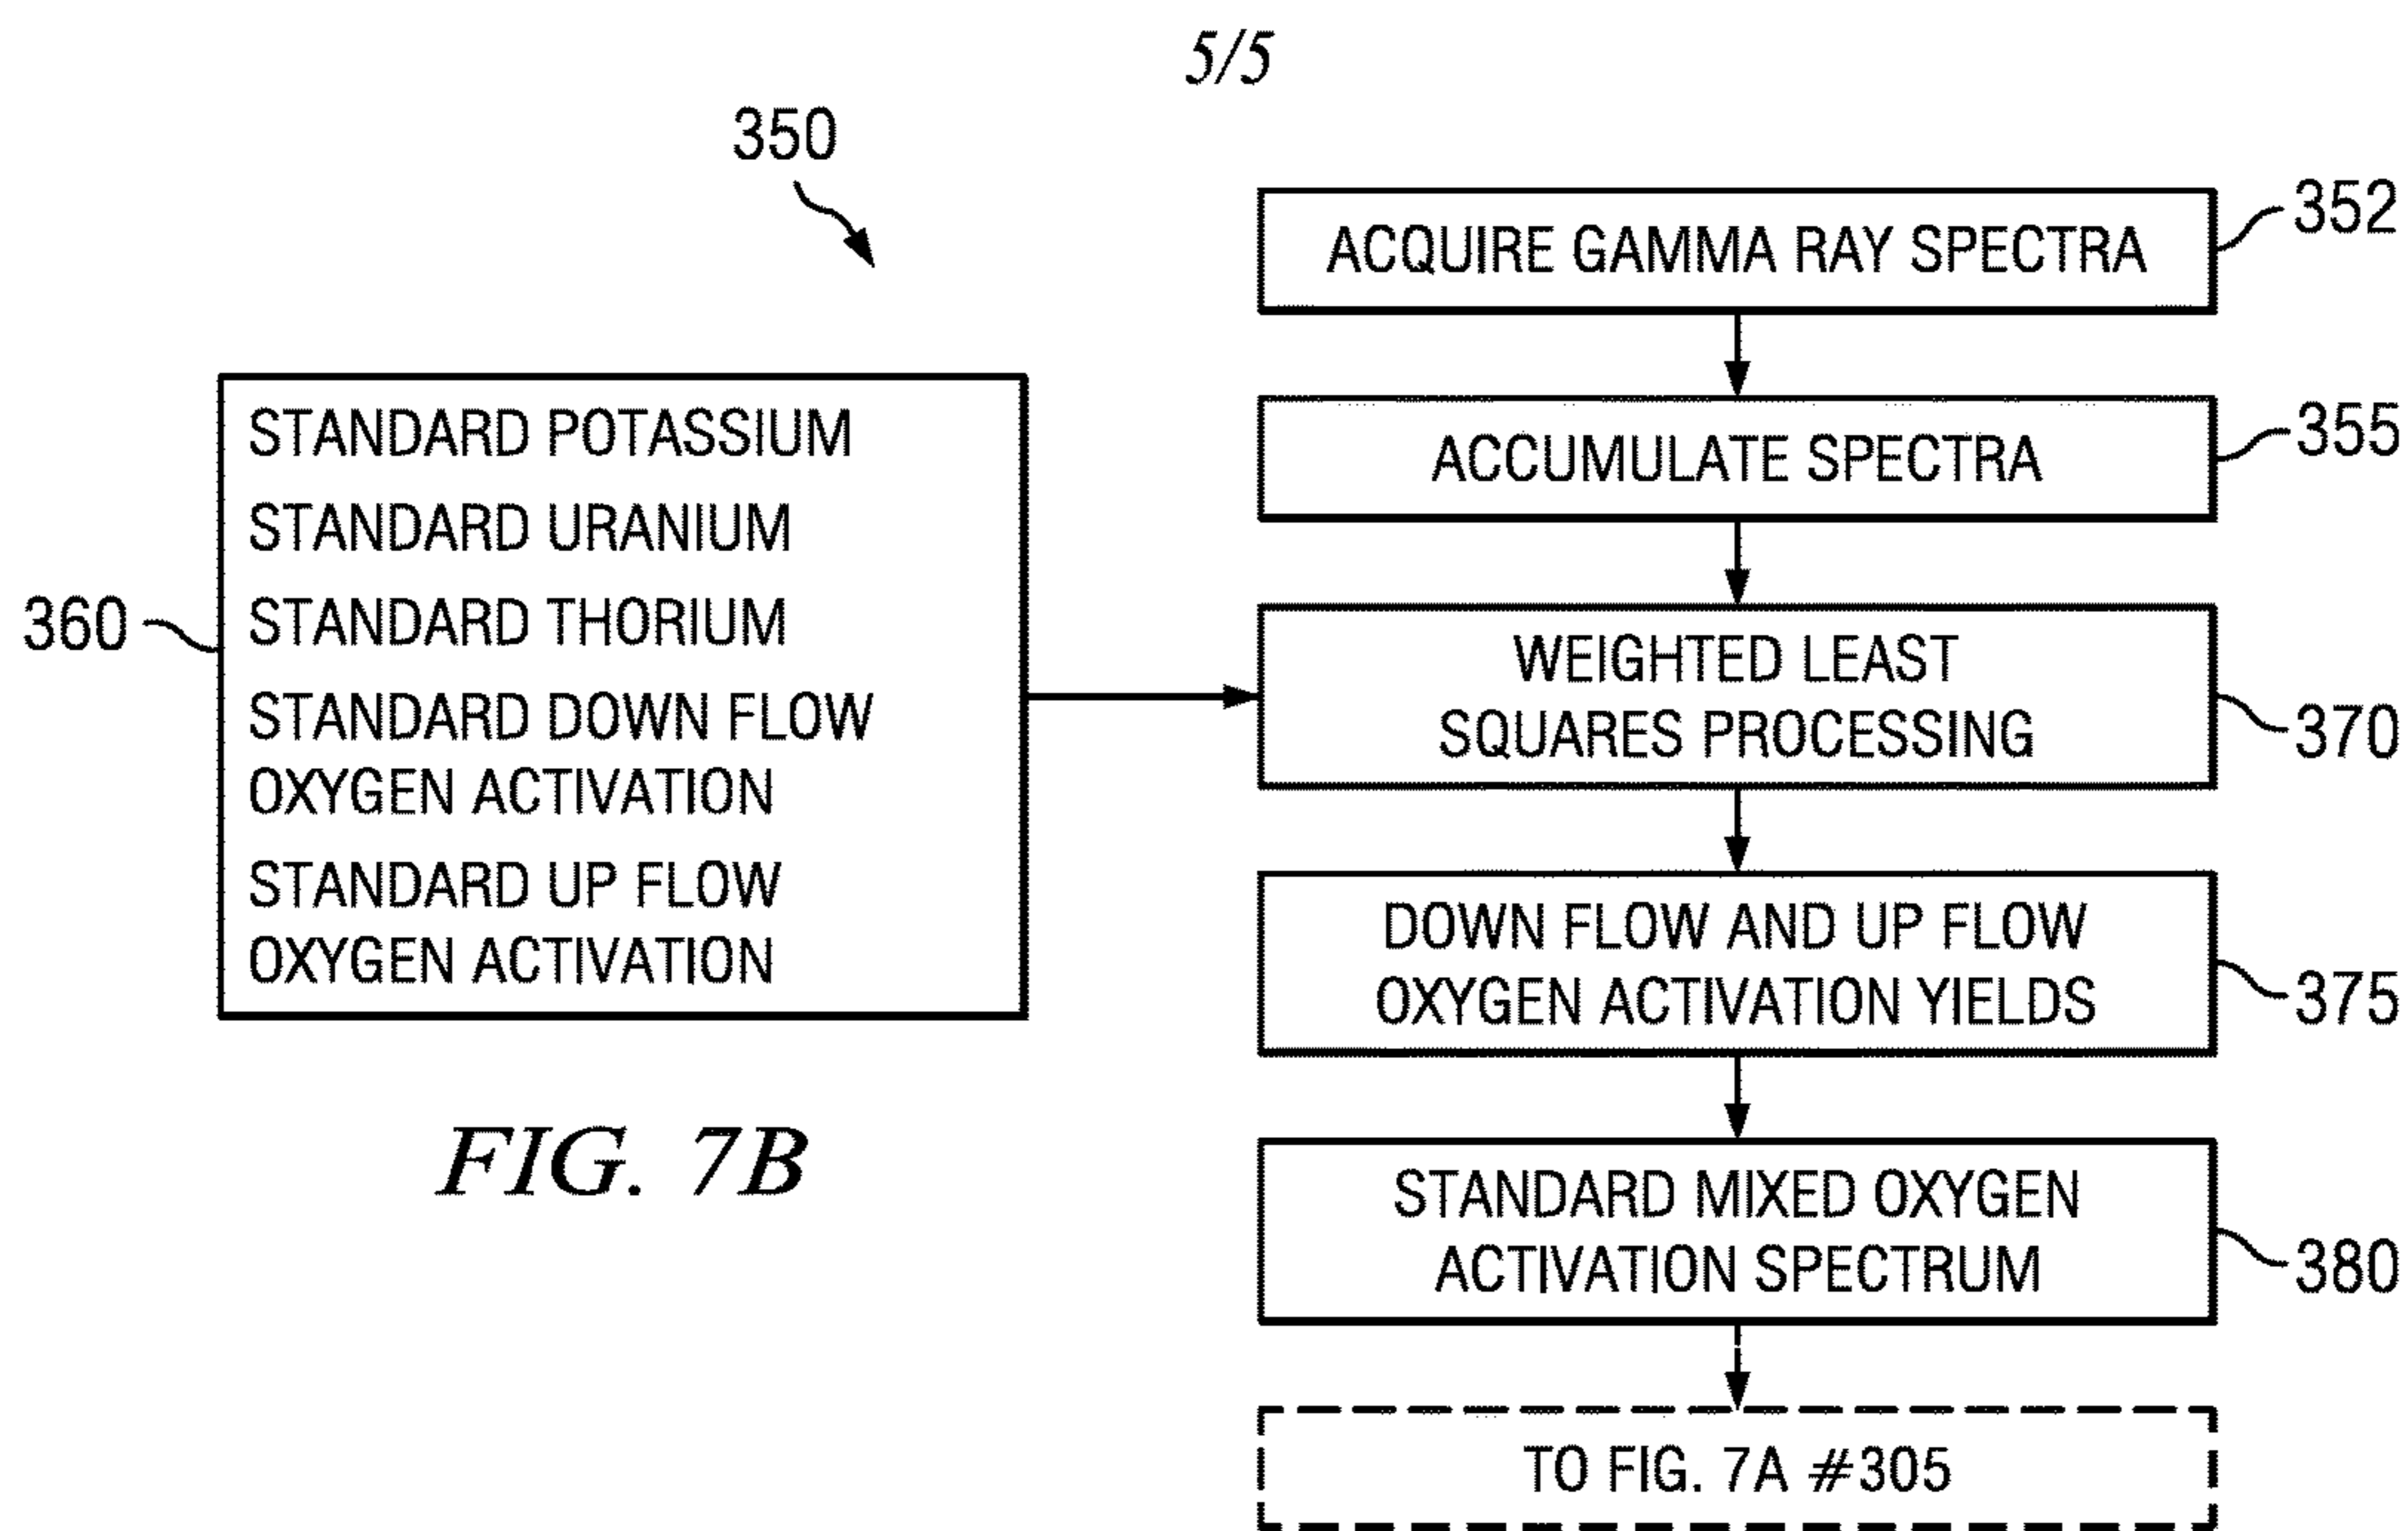 5/5
350
ACQUIRE GAMMA RAY SPECTRA
352
ACCUMULATE SPECTRA
355
360
STANDARD POTASSIUM
STANDARD URANIUM
STANDARD THORIUM
STANDARD DOWN FLOW
OXYGEN ACTIVATION
STANDARD UP FLOW
OXYGEN ACTIVATION
WEIGHTED LEAST
SQUARES PROCESSING
370
DOWN FLOW AND UP FLOW
OXYGEN ACTIVATION YIELDS
375
STANDARD MIXED OXYGEN
ACTIVATION SPECTRUM
380
TO FIG. 7A #305
FIG. 7B